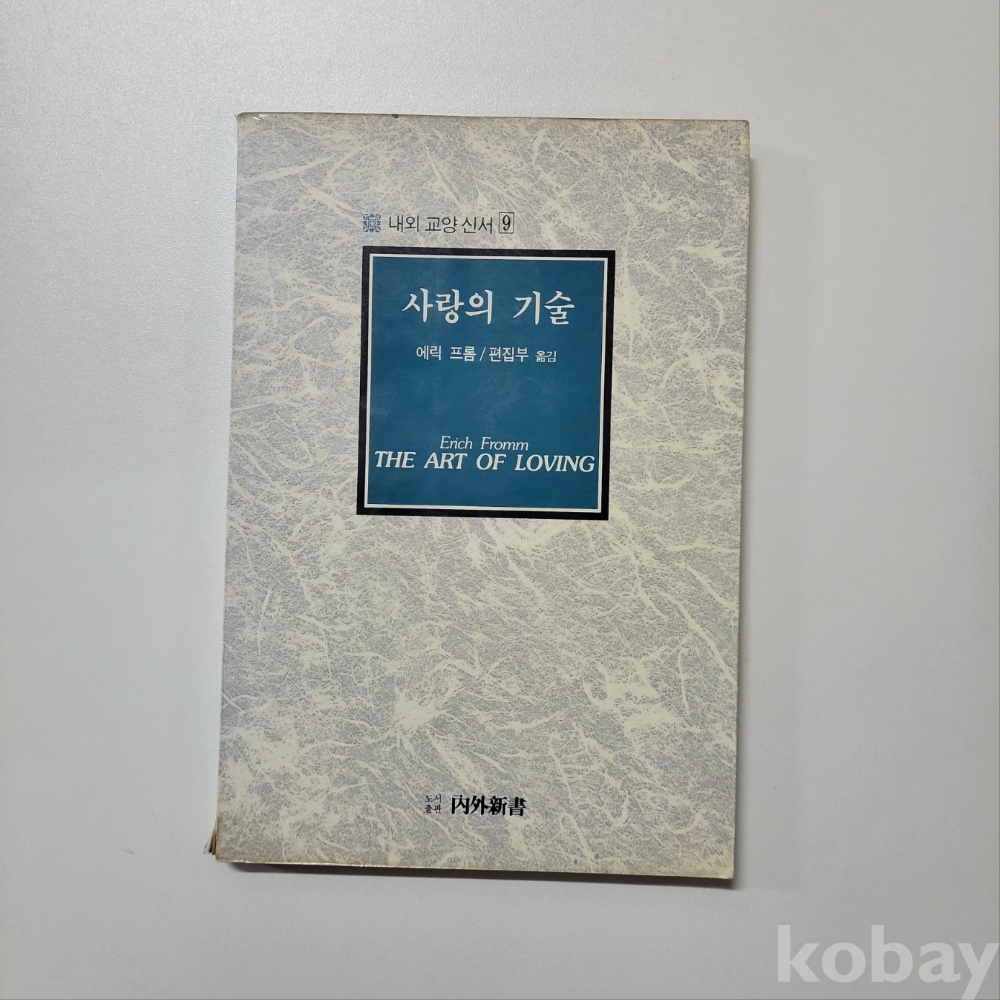 내외 교양 신서 9
사랑의 기술
에릭 프롬 / 편집부 옮김
Erich Fromm
THE ART OF LOVING
도서출판 內外新書
kobay